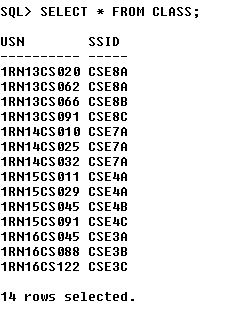 SQL> SELECT * FROM CLASS;
USN        SSID
---------- -----
1RN13CS020 CSE8A
1RN13CS062 CSE8A
1RN13CS066 CSE8B
1RN13CS091 CSE8C
1RN14CS010 CSE7A
1RN14CS025 CSE7A
1RN14CS032 CSE7A
1RN15CS011 CSE4A
1RN15CS029 CSE4A
1RN15CS045 CSE4B
1RN15CS091 CSE4C
1RN16CS045 CSE3A
1RN16CS088 CSE3B
1RN16CS122 CSE3C
14 rows selected.